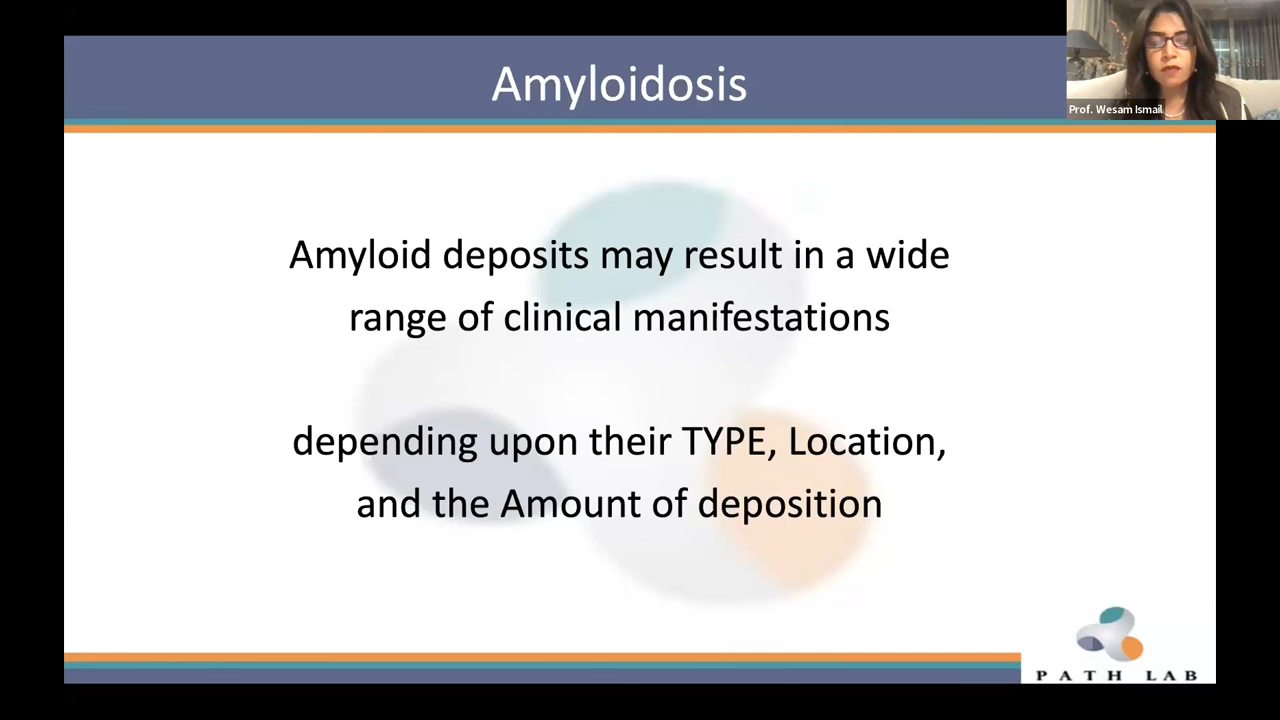 Amyloidosis
Prof. Wesam Ismail
Amyloid deposits may result in a wide
range of clinical manifestations
depending upon their TYPE, Location,
and the Amount of deposition
PATH LAB